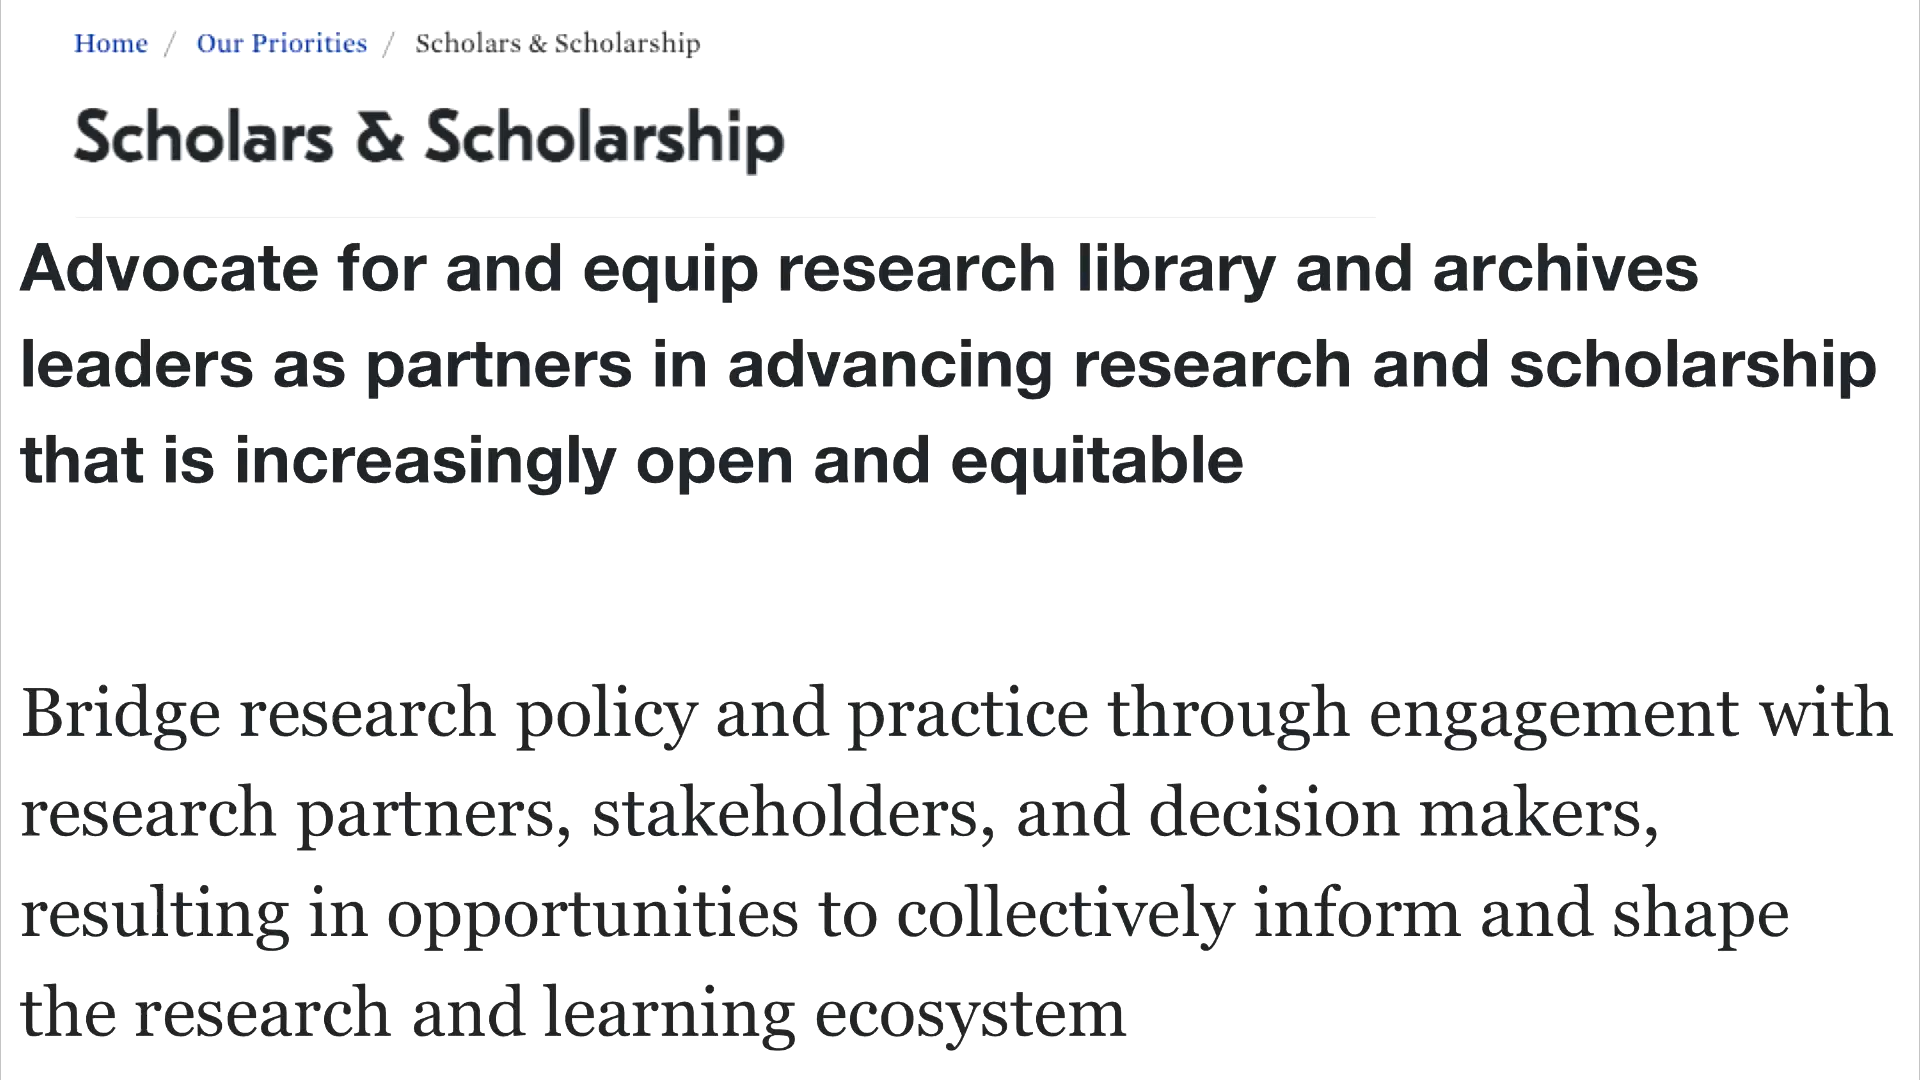 Home / Our Priorities / Scholars & Scholarship
Scholars & Scholarship
Advocate for and equip research library and archives
leaders as partners in advancing research and scholarship
that is increasingly open and equitable
Bridge research policy and practice through engagement with
research partners, stakeholders, and decision makers,
resulting in opportunities to collectively inform and shape
the research and learning ecosystem